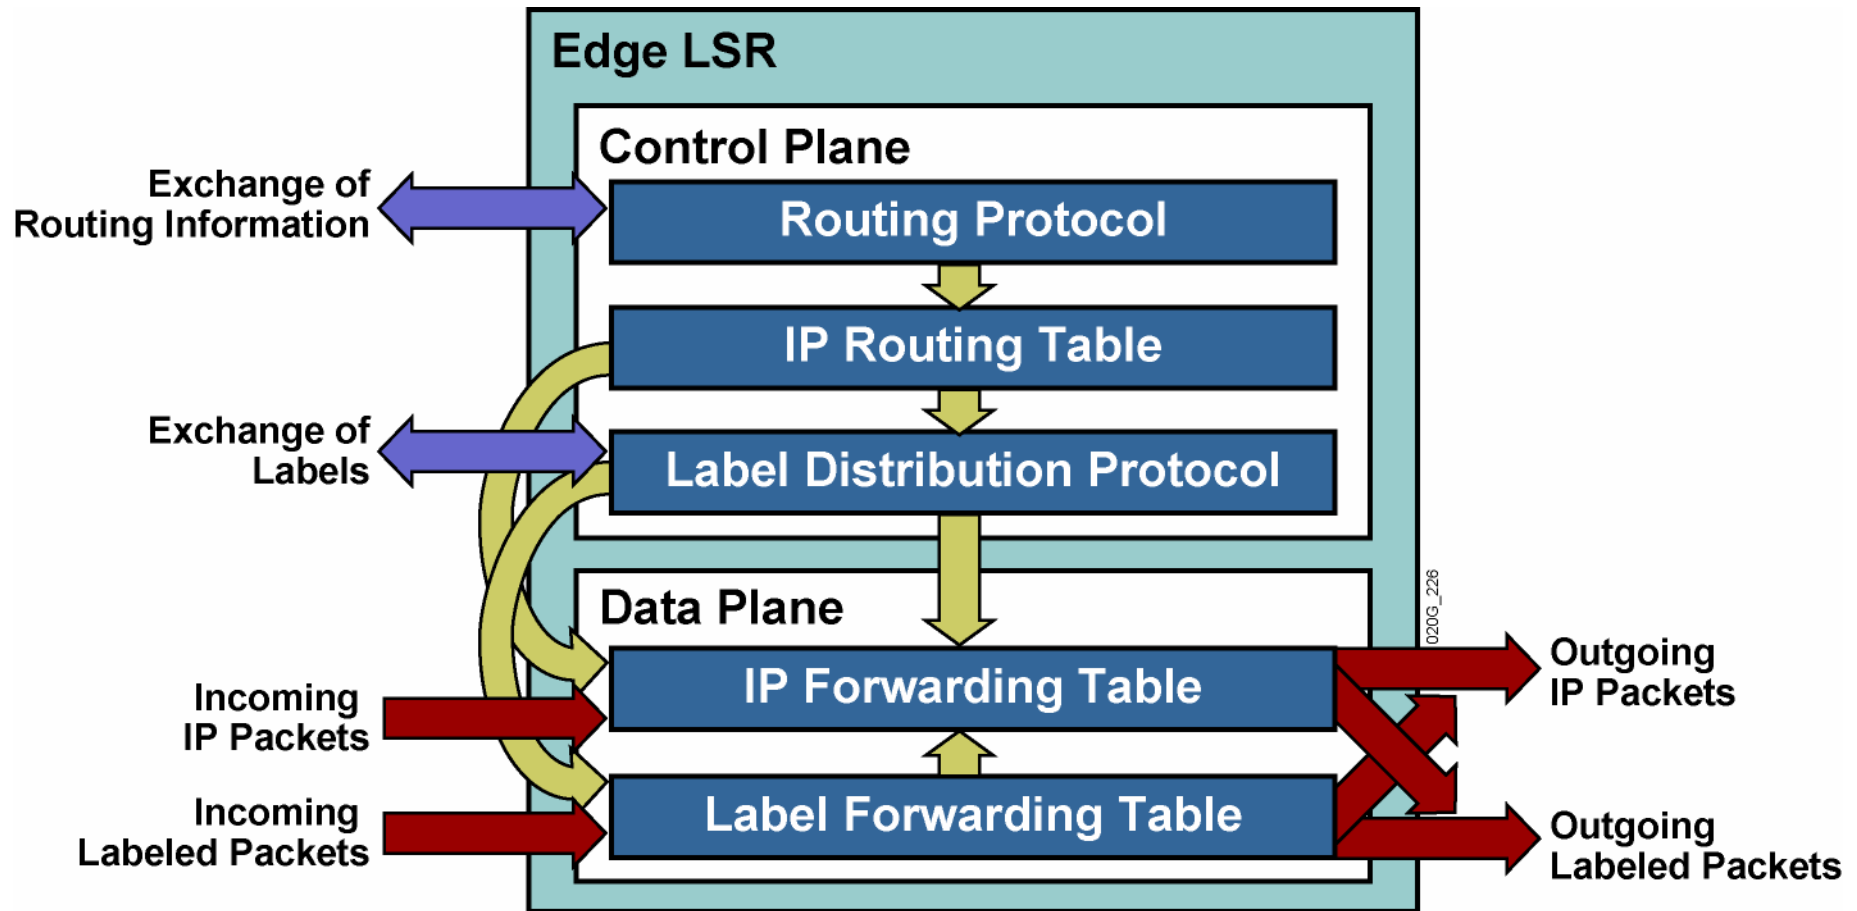 Edge LSR
Control Plane
Exchange of
Routing Information
Routing Protocol
IP Routing Table
Exchange of
Labels
Label Distribution Protocol
Data Plane
020G_226
IP Forwarding Table
Outgoing
IP Packets
Incoming
IP Packets
Label Forwarding Table
Incoming
Labeled Packets
Outgoing
Labeled Packets